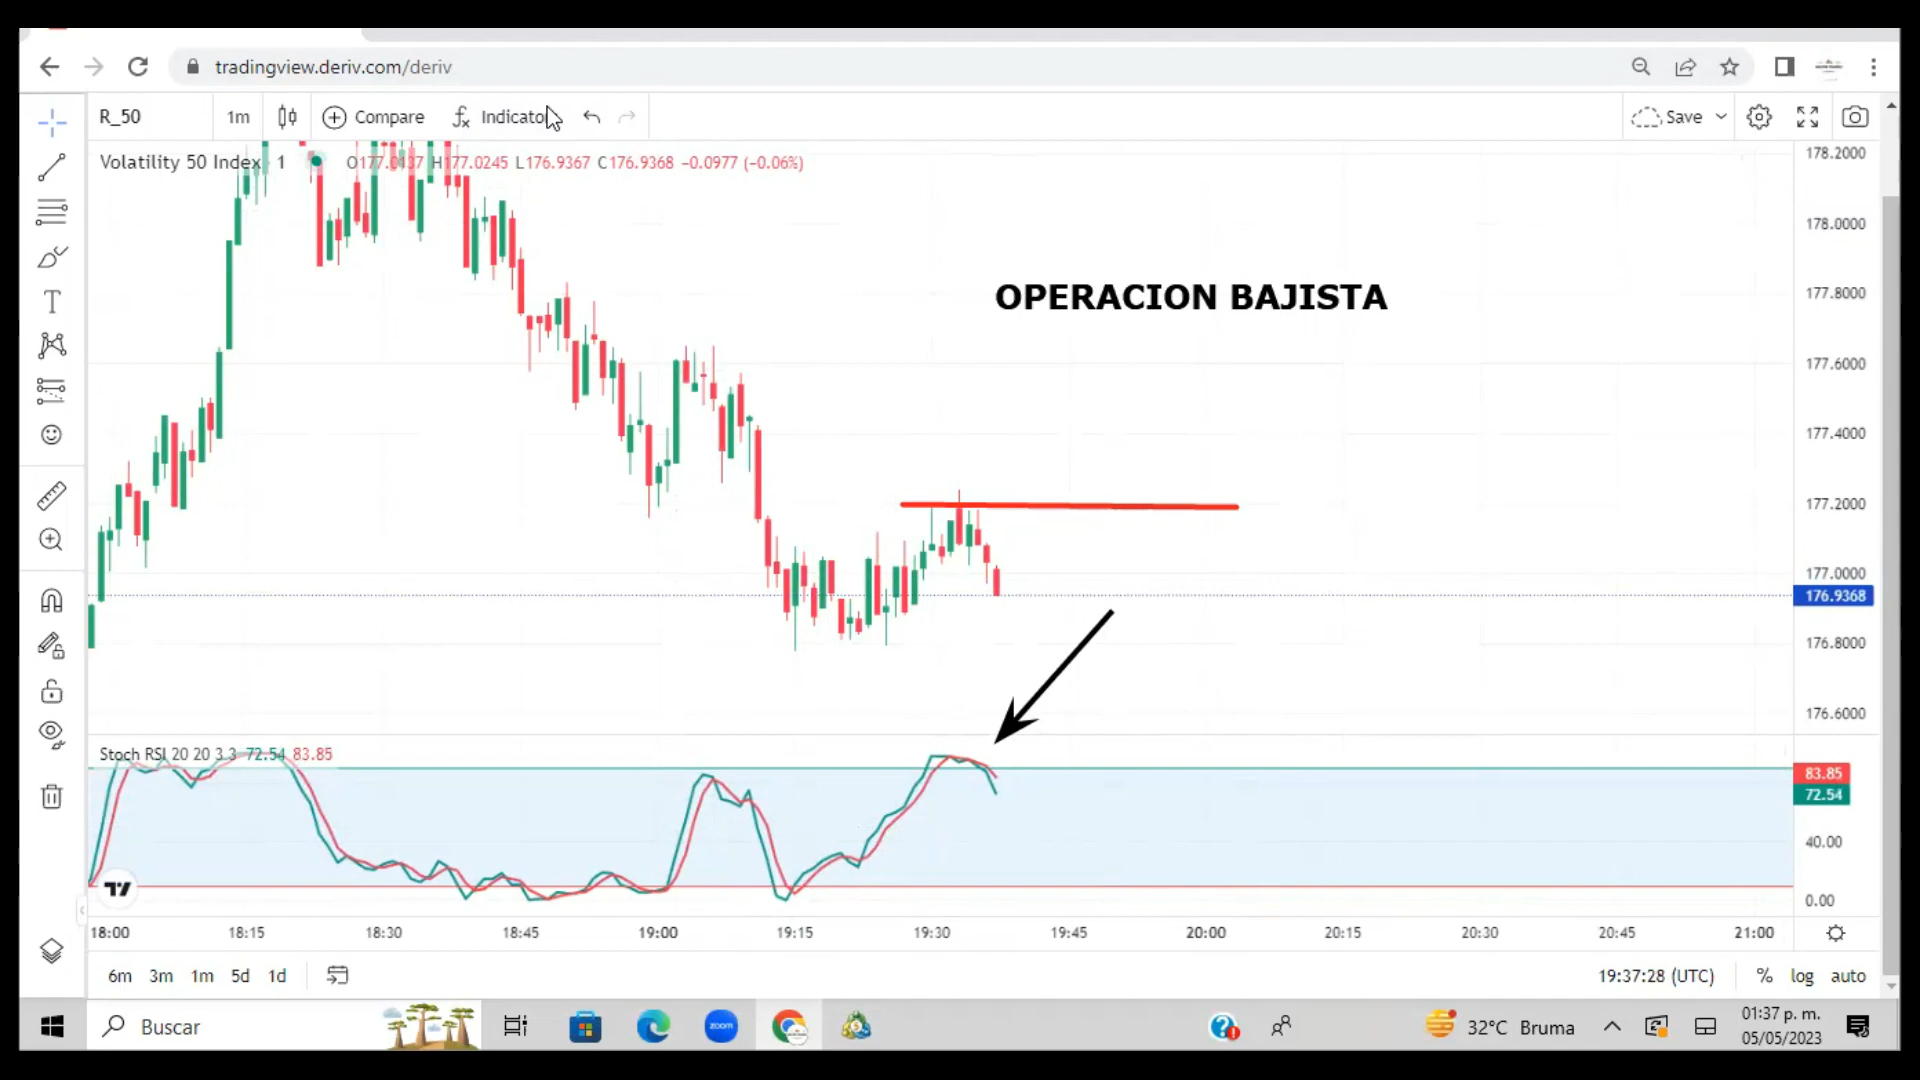 tradingview.deriv.com/deriv
R_50 1m Compare Indicato Save
Volatility 50 Index 1 O177.0137 H177.0245 L176.9367 C176.9368 −0.0977 (−0.06%)
178.2000
178.0000
OPERACION BAJISTA
177.8000
177.6000
177.4000
177.2000
177.0000
176.9368
176.8000
176.6000
Stoch RSI 20 20 3 3 72.54 83.85
83.85
72.54
40.00
0.00
18:00 18:15 18:30 18:45 19:00 19:15 19:30 19:45 20:00 20:15 20:30 20:45 21:00
6m 3m 1m 5d 1d 19:37:28 (UTC) % log auto
Buscar zoom 32°C Bruma 01:37 p. m.
05/05/2023